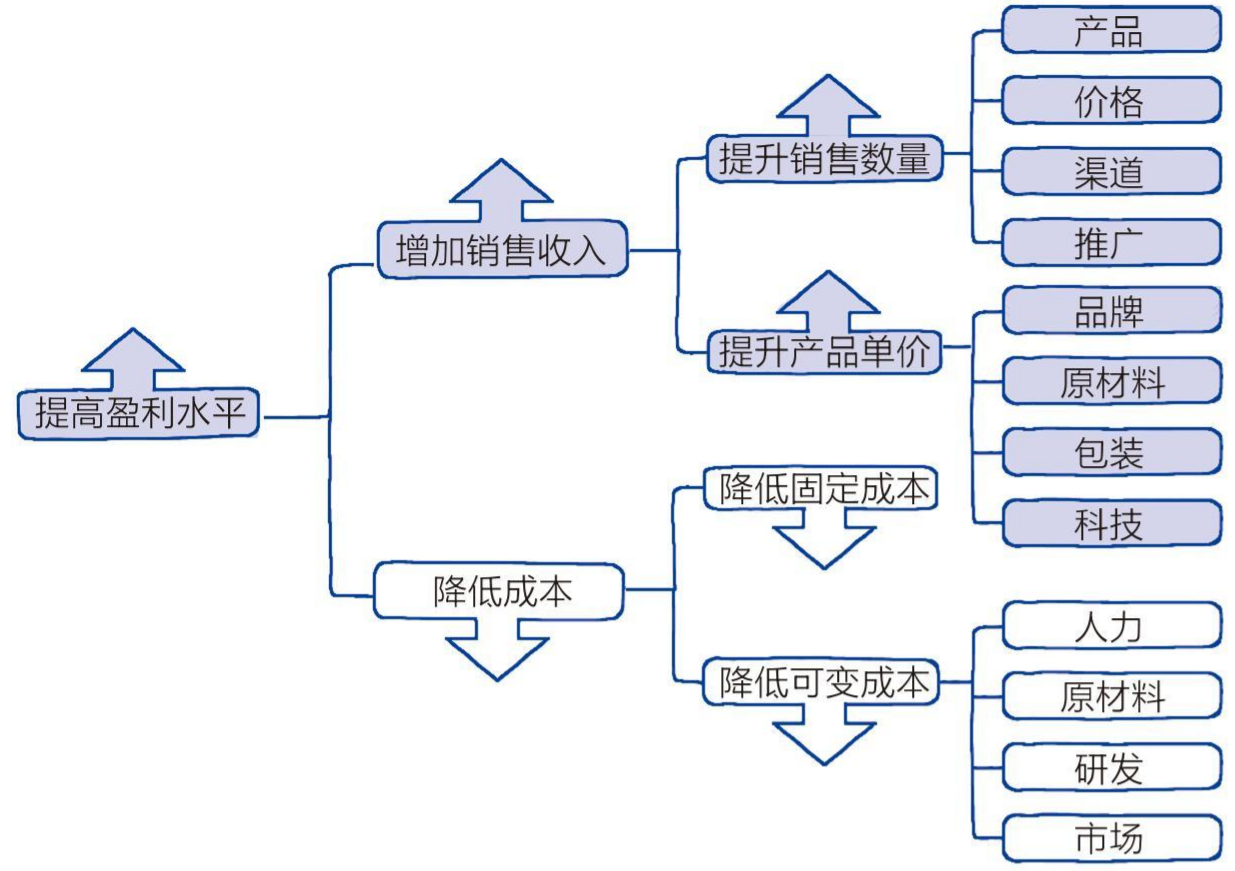 提高盈利水平
增加销售收入
提升销售数量
产品
价格
渠道
推广
提升产品单价
品牌
原材料
包装
科技
降低成本
降低固定成本
降低可变成本
人力
原材料
研发
市场